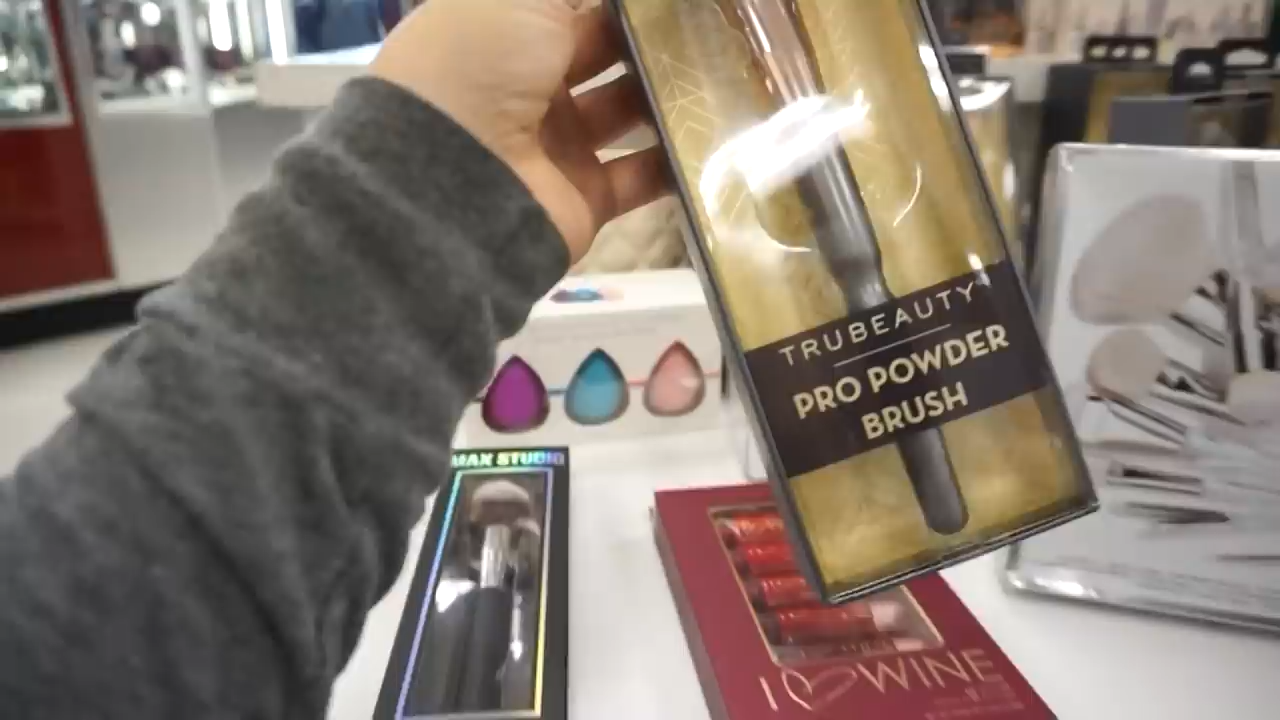 TRUBEAUTY
PRO POWDER
BRUSH
MAX STUDIO
I WINE